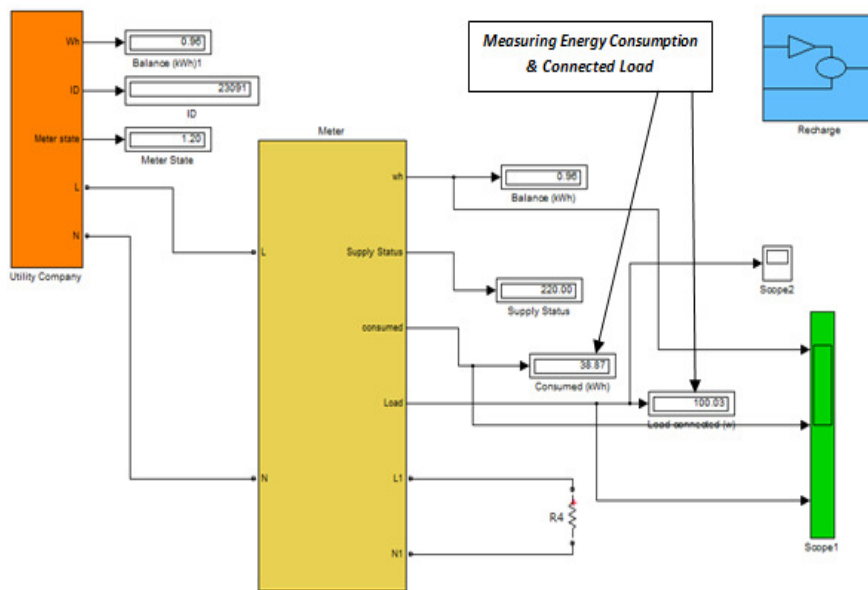 Wh
0.96
Balance (kWh)1
ID
23091
ID
Meter state
1.20
Meter State
L
N
Utility Company
Measuring Energy Consumption
& Connected Load
Recharge
Meter
L
N
wh
0.96
Balance (kWh)
Supply Status
220.00
Supply Status
consumed
38.87
Consumed (kWh)
Load
100.03
Load connected (w)
L1
R4
N1
Scope2
Scope1